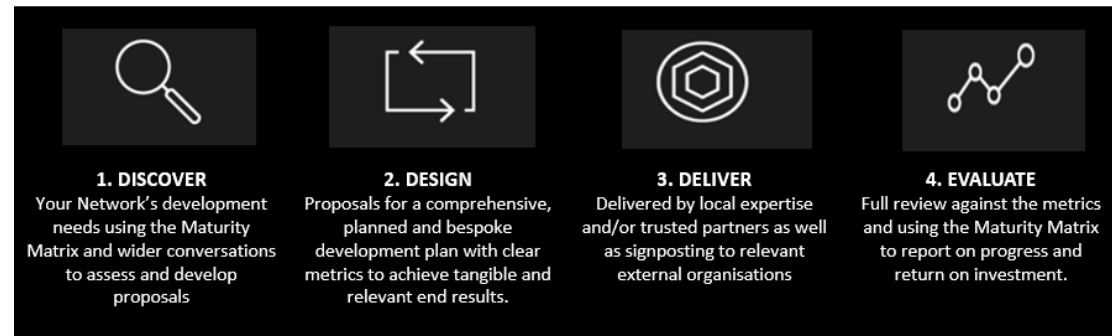 1. DISCOVER
Your Network's development
needs using the Maturity
Matrix and wider conversations
to assess and develop
proposals
2. DESIGN
Proposals for a comprehensive,
planned and bespoke
development plan with clear
metrics to achieve tangible and
relevant end results.
3. DELIVER
Delivered by local expertise
and/or trusted partners as well
as signposting to relevant
external organisations
4. EVALUATE
Full review against the metrics
and using the Maturity Matrix
to report on progress and
return on investment.